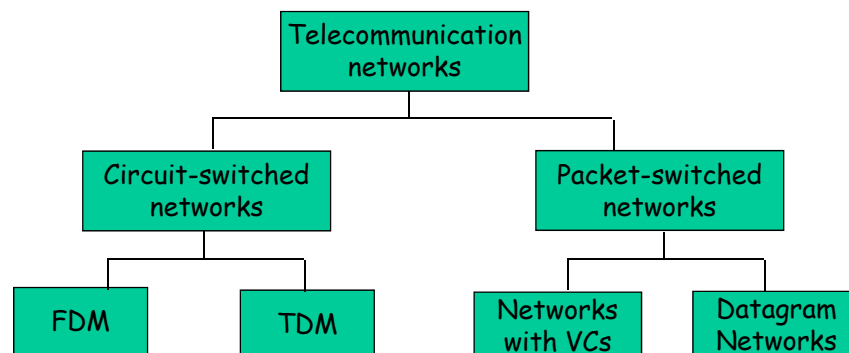 Telecommunication
networks
Circuit-switched
networks
Packet-switched
networks
FDM
TDM
Networks
with VCs
Datagram
Networks